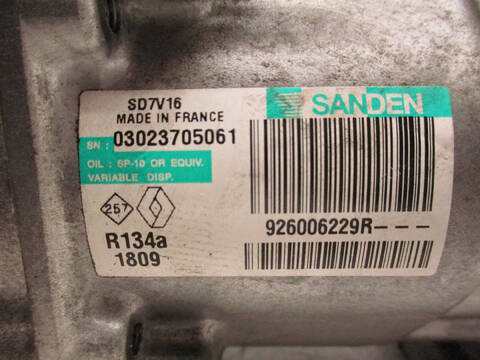 SD7V16
MADE IN FRANCE
SANDEN
SN: 03023705061
OIL : SP-10 OR EQUIV.
VARIABLE DISP.
257
926006229R---
R134a
1809